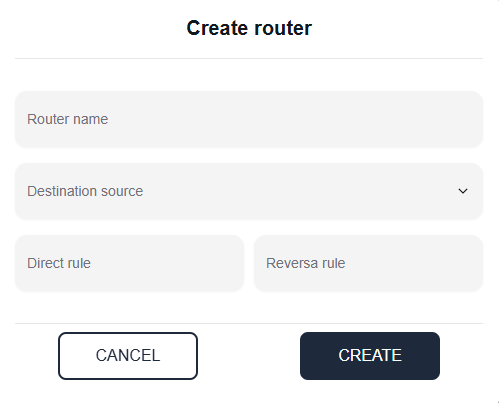 Create router
Router name
Destination source
Direct rule
Reversa rule
CANCEL
CREATE